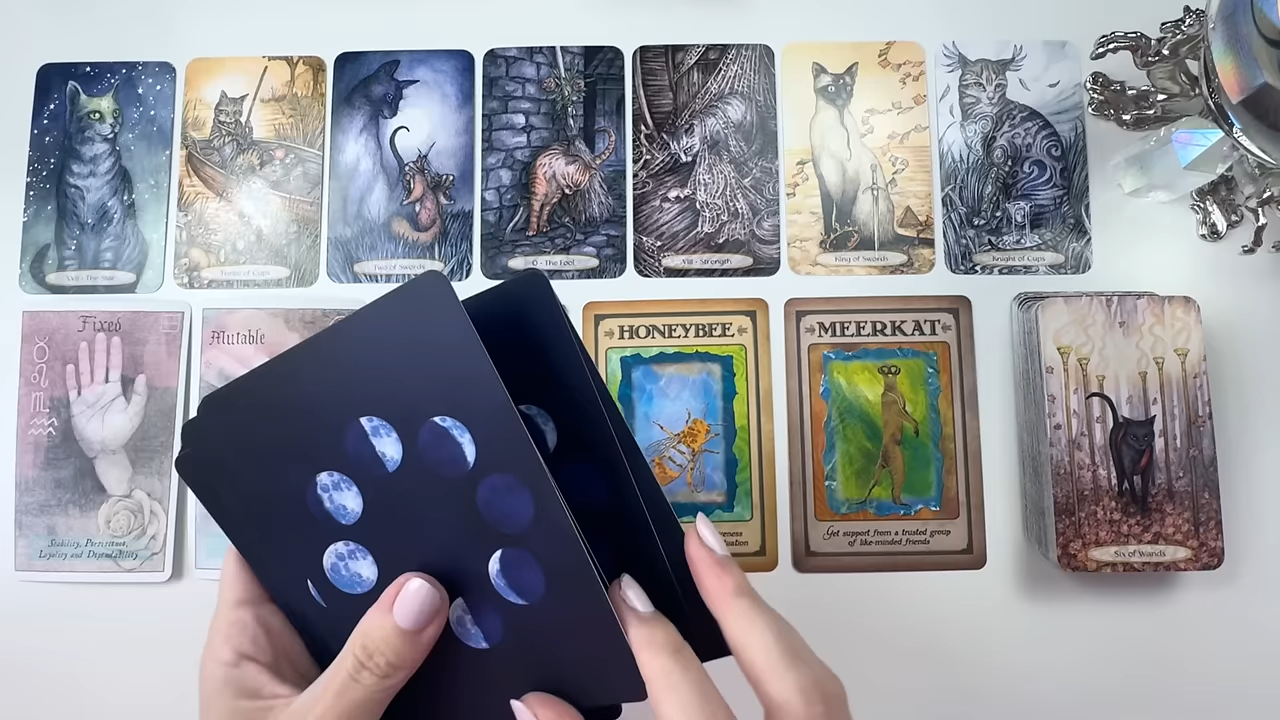 XVII - The Star
Three of Cups
Two of Swords
0 - The Fool
VIII - Strength
King of Swords
Knight of Cups
Fixed
Stability, Perseverance,
Loyalty and Dependability
Mutable
HONEYBEE
MEERKAT
Get support from a trusted group
of like-minded friends
Six of Wands